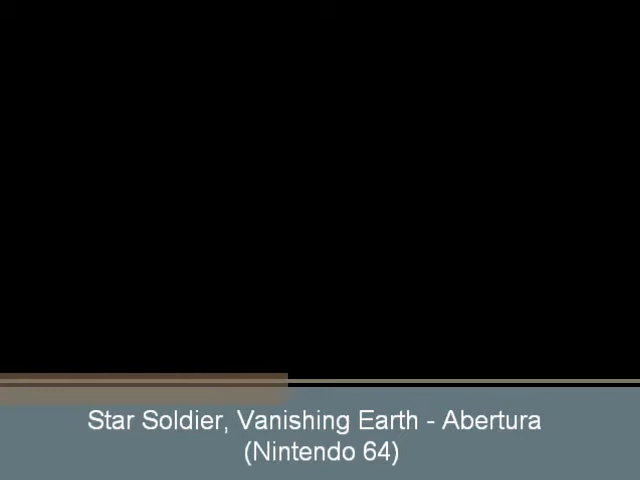 Star Soldier, Vanishing Earth - Abertura
(Nintendo 64)